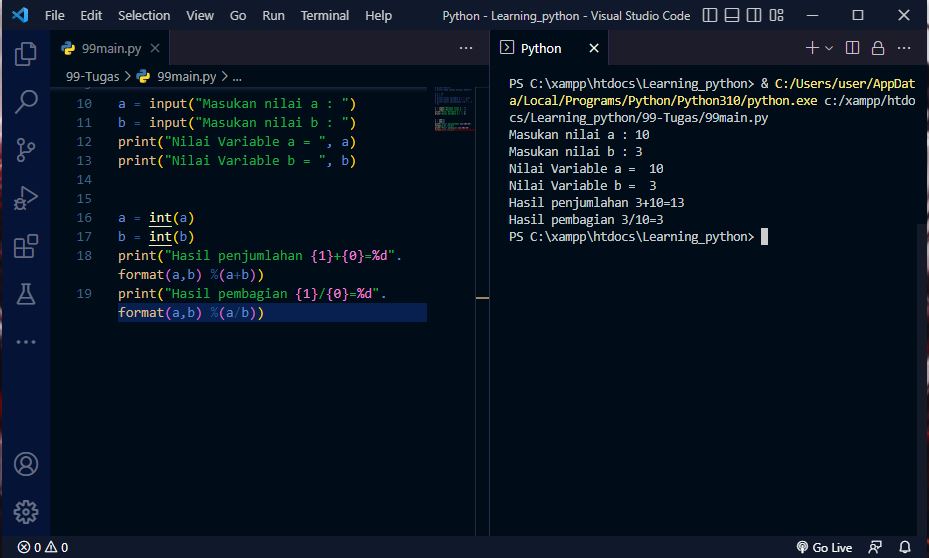 File Edit Selection View Go Run Terminal Help Python - Learning_python - Visual Studio Code
99main.py
99-Tugas > 99main.py > ...
10 a = input("Masukan nilai a : ")
11 b = input("Masukan nilai b : ")
12 print("Nilai Variable a = ", a)
13 print("Nilai Variable b = ", b)
14
15
16 a = int(a)
17 b = int(b)
18 print("Hasil penjumlahan {1}+{0}=%d".
format(a,b) %(a+b))
19 print("Hasil pembagian {1}/{0}=%d".
format(a,b) %(a/b))
Python
PS C:\xampp\htdocs\Learning_python> & C:/Users/user/AppDat
a/Local/Programs/Python/Python310/python.exe c:/xampp/htdo
cs/Learning_python/99-Tugas/99main.py
Masukan nilai a : 10
Masukan nilai b : 3
Nilai Variable a =  10
Nilai Variable b =  3
Hasil penjumlahan 3+10=13
Hasil pembagian 3/10=3
PS C:\xampp\htdocs\Learning_python>
0 0 Go Live